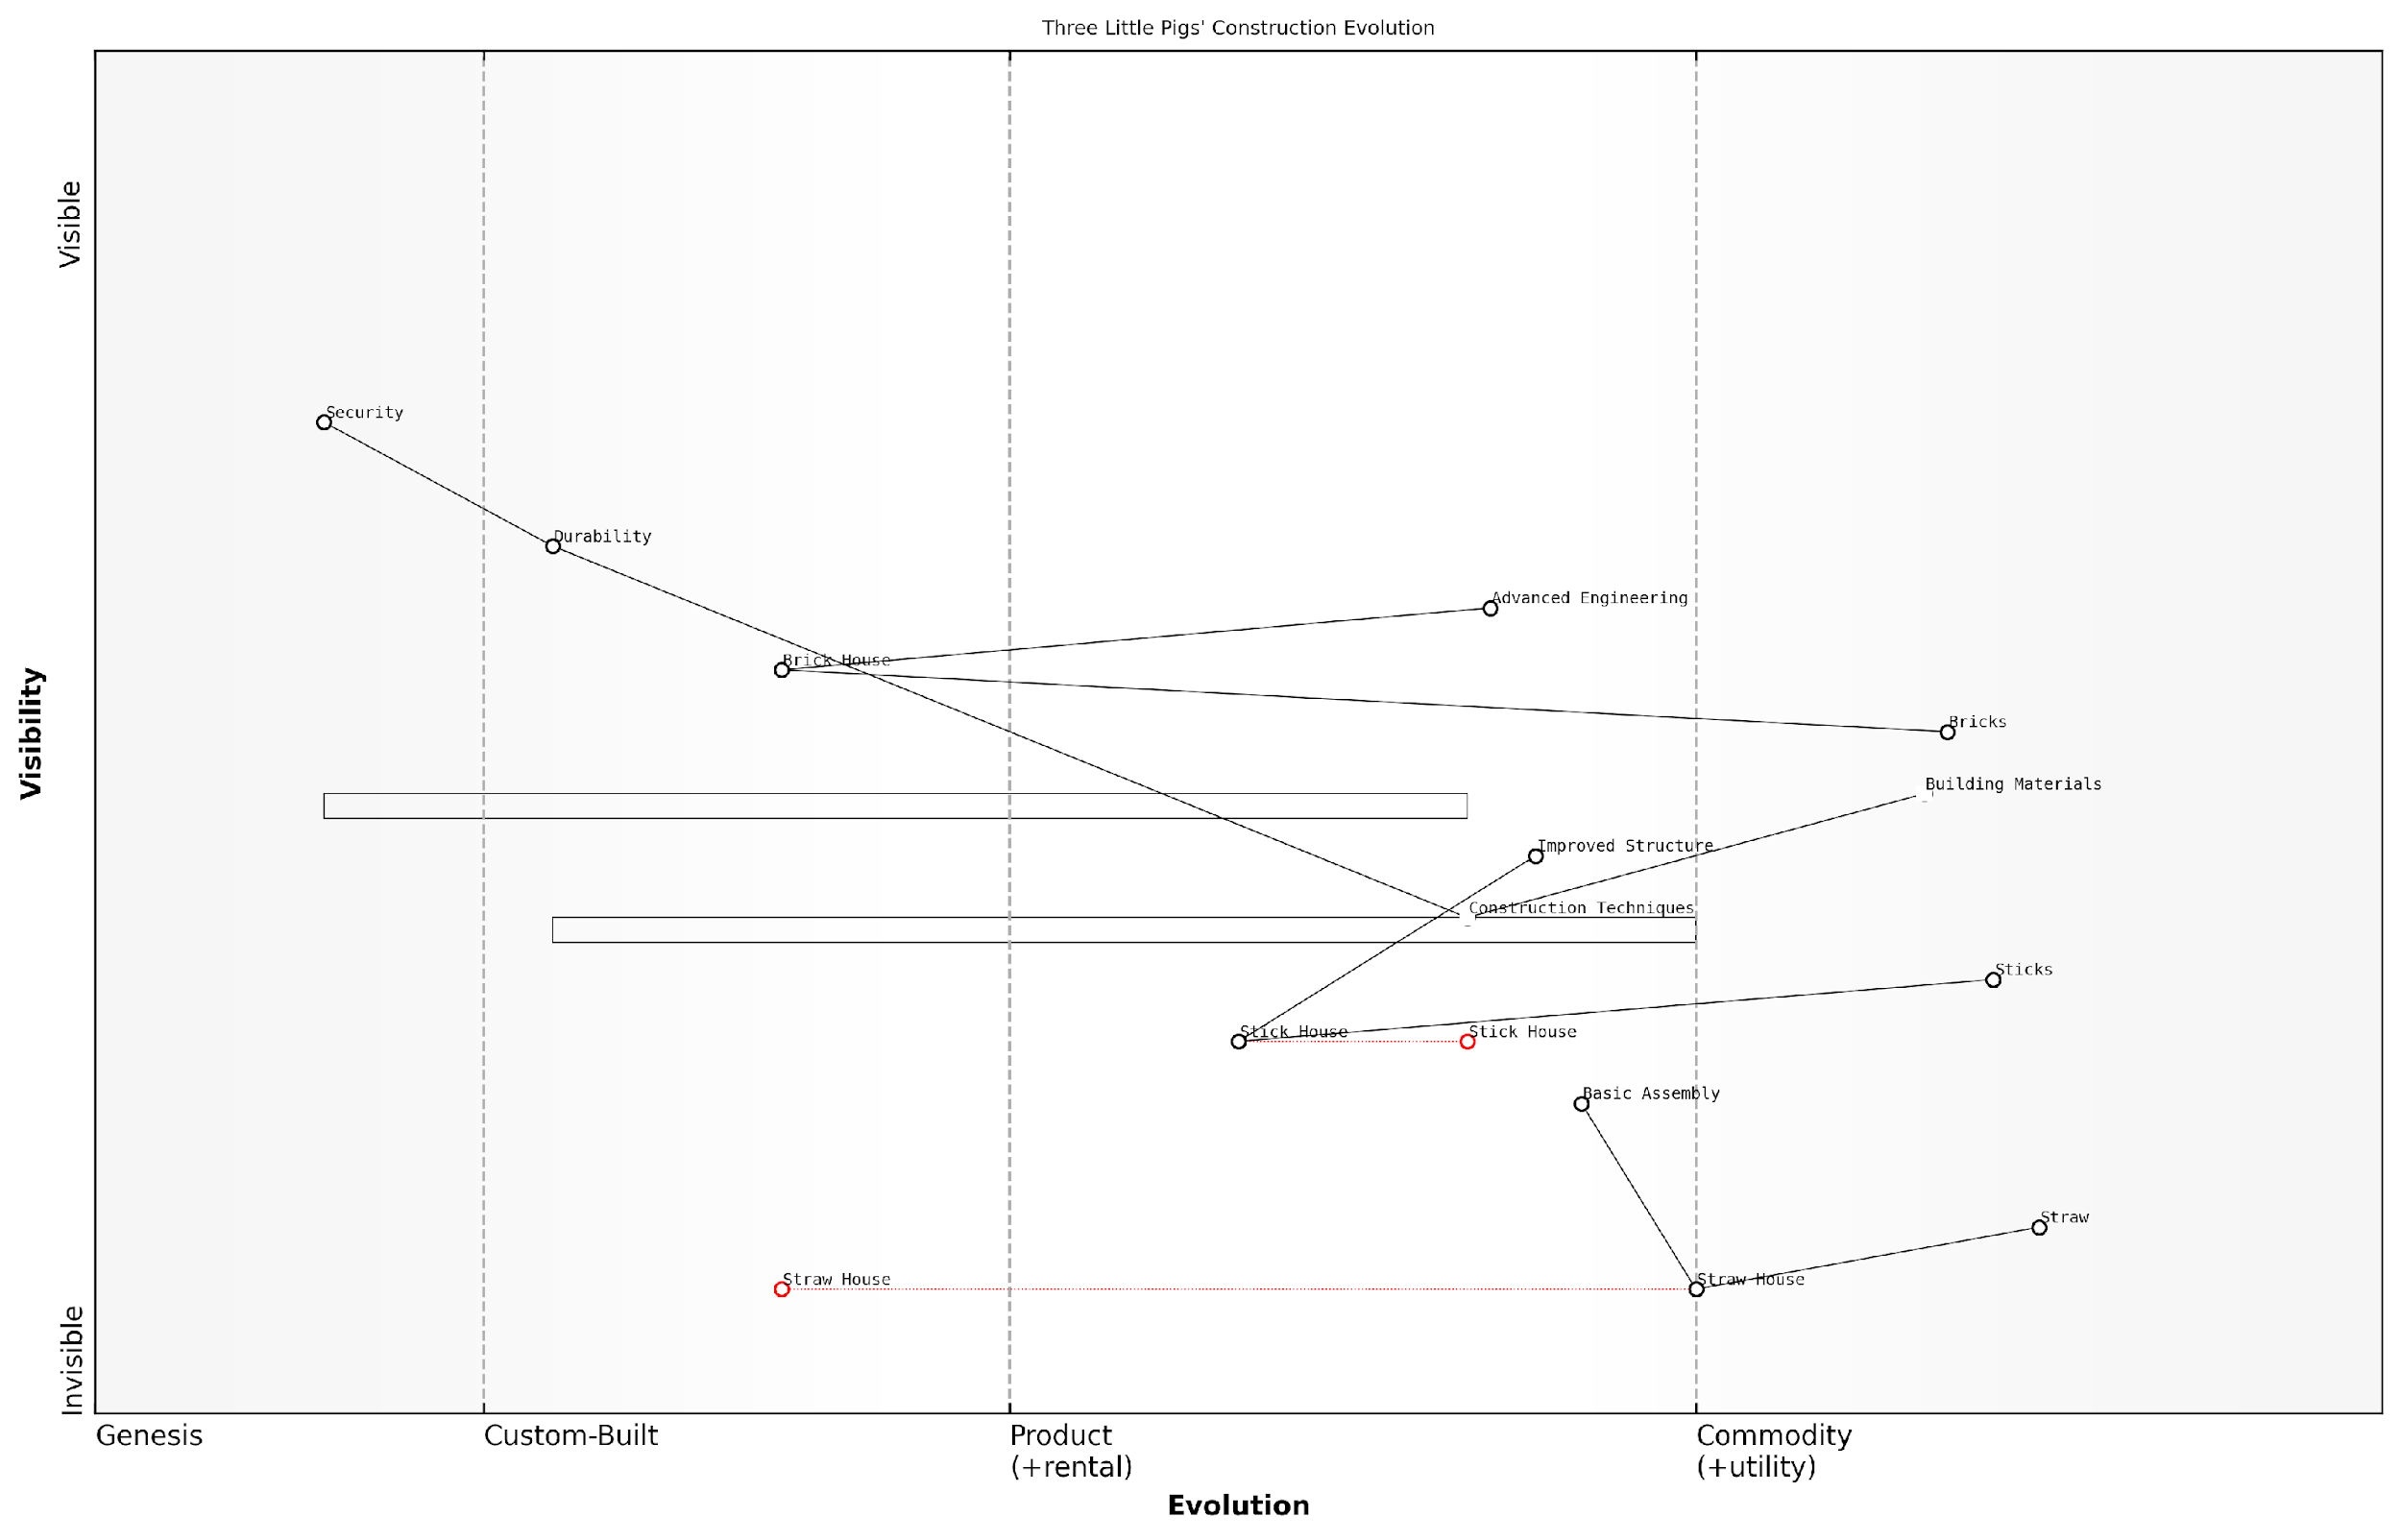 Three Little Pigs' Construction Evolution
Visible
Security
Durability
Advanced Engineering
Brick House
Bricks
Visibility
Building Materials
Improved Structure
Construction Techniques
Sticks
Stick House
Stick House
Basic Assembly
Straw
Straw House
Straw House
Invisible
Genesis
Custom-Built
Product
(+rental)
Commodity
(+utility)
Evolution